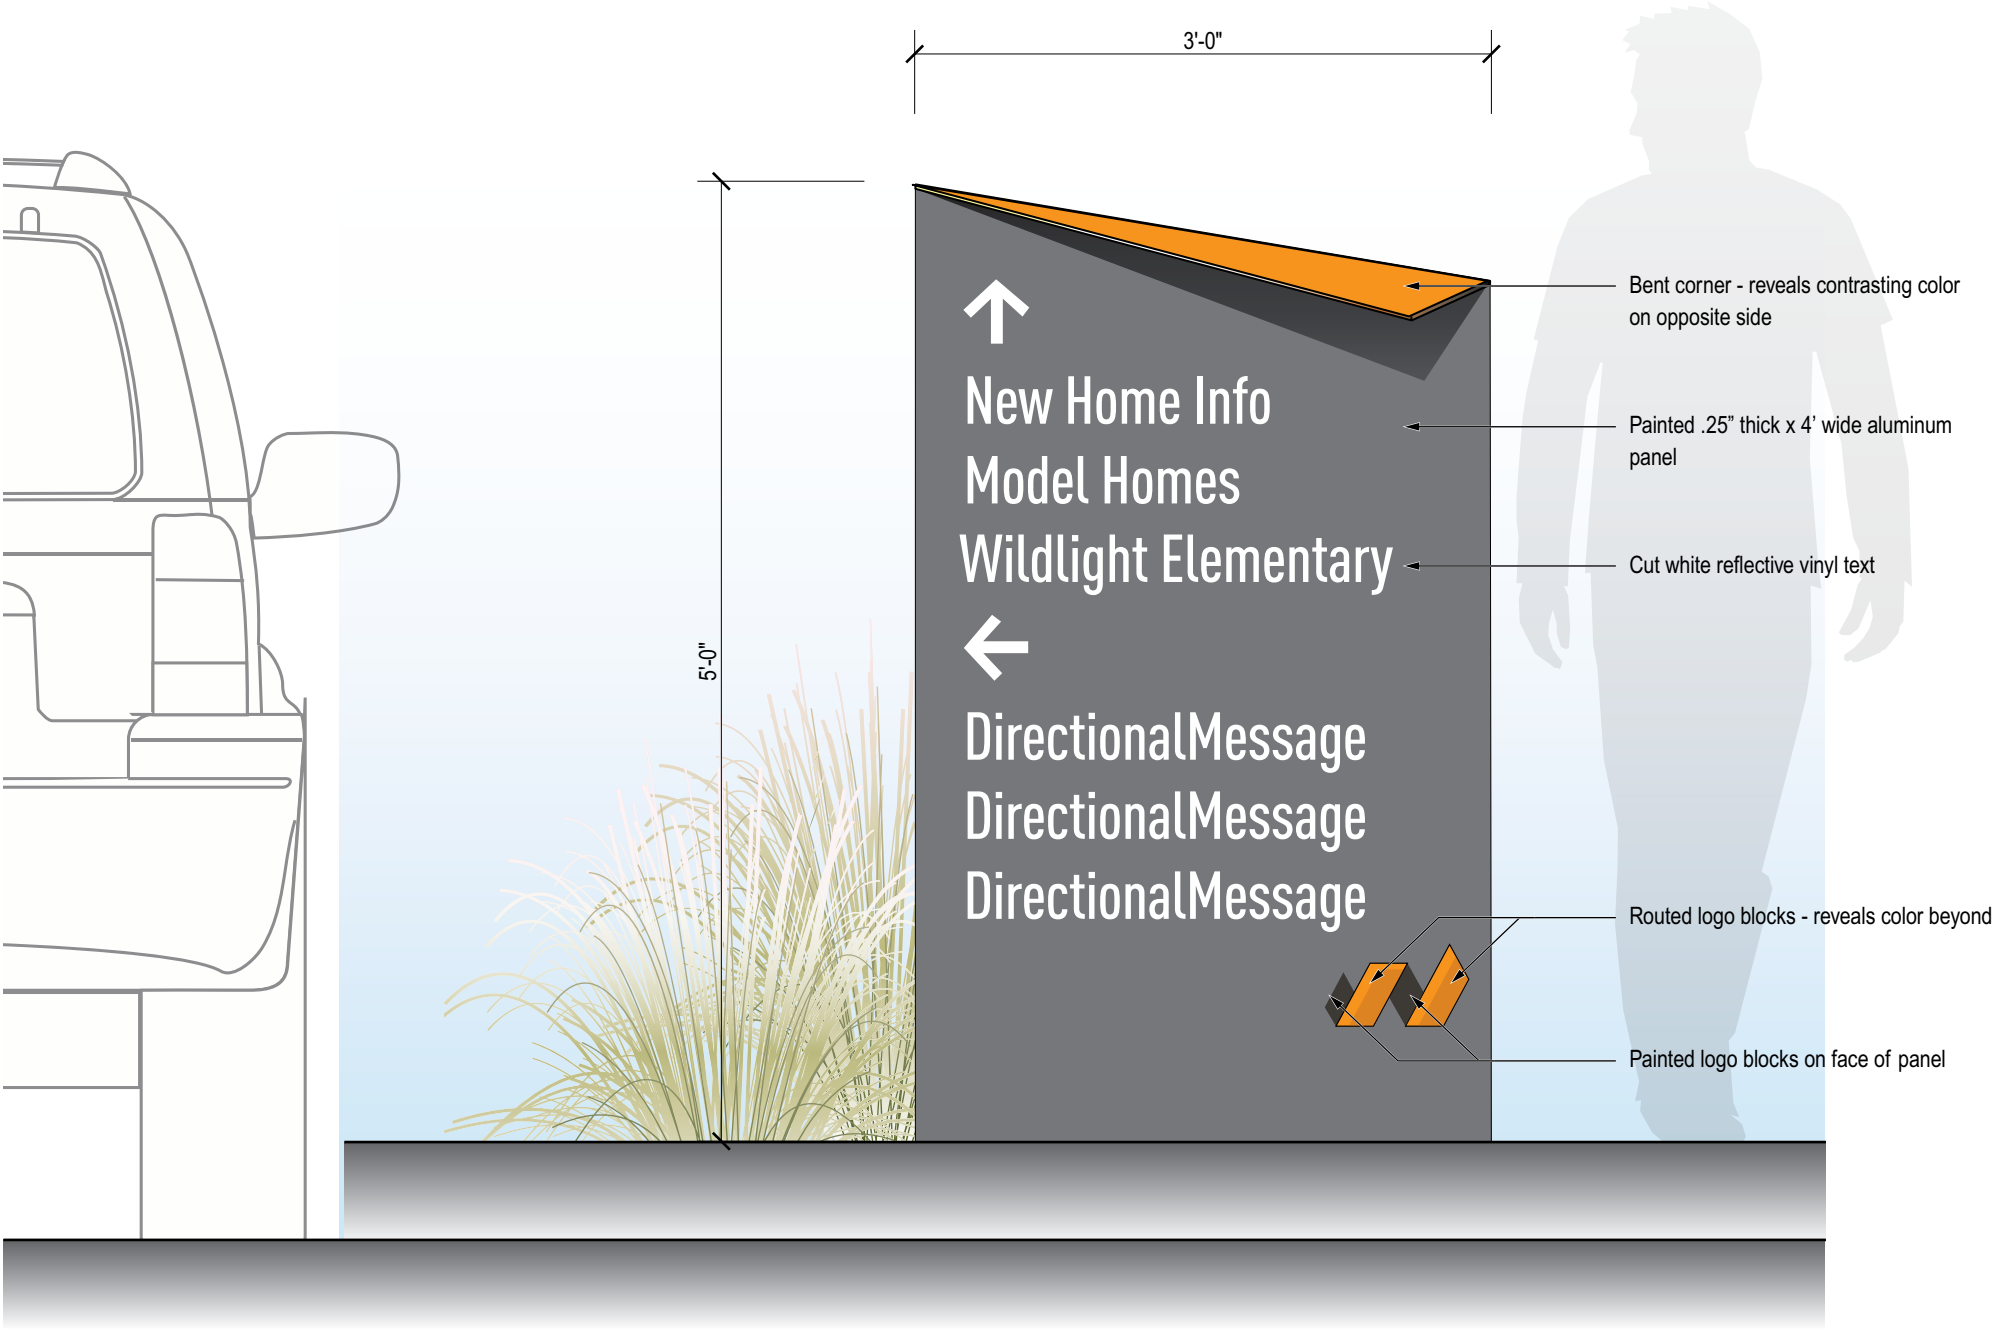 3'-0"
5'-0"
New Home Info
Model Homes
Wildlight Elementary
DirectionalMessage
DirectionalMessage
DirectionalMessage
Bent corner - reveals contrasting color
on opposite side
Painted .25” thick x 4’ wide aluminum
panel
Cut white reflective vinyl text
Routed logo blocks - reveals color beyond
Painted logo blocks on face of panel